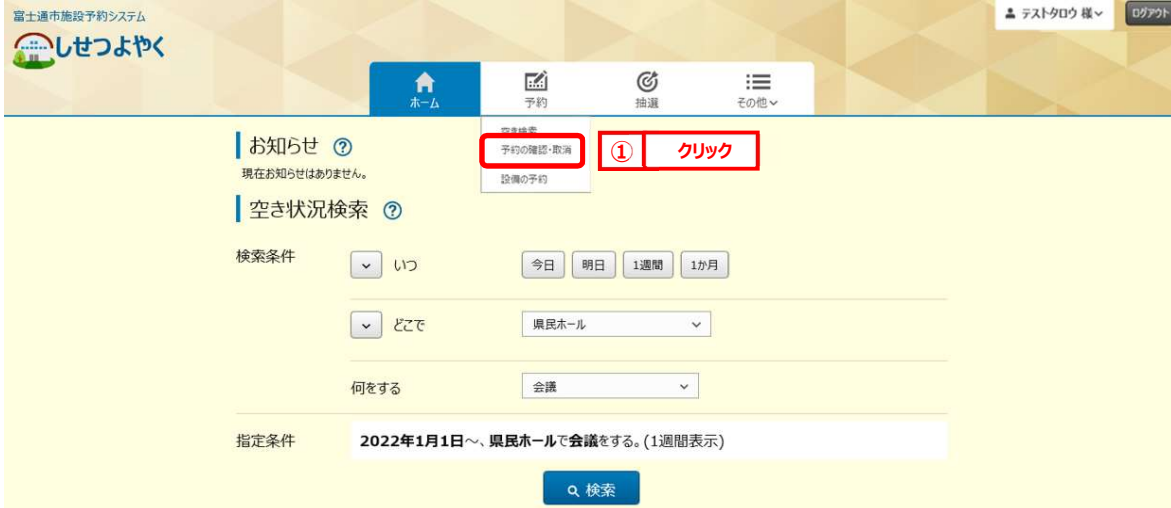 富士通市施設予約システム
しせつよやく
テストタロウ 様
ログアウト
ホーム
予約
抽選
その他
空き検索
予約の確認・取消
設備の予約
① クリック
お知らせ ?
現在お知らせはありません。
空き状況検索 ?
検索条件
いつ
今日 明日 1週間 1か月
どこで
県民ホール
何をする
会議
指定条件
2022年1月1日～、県民ホールで会議をする。(1週間表示)
検索